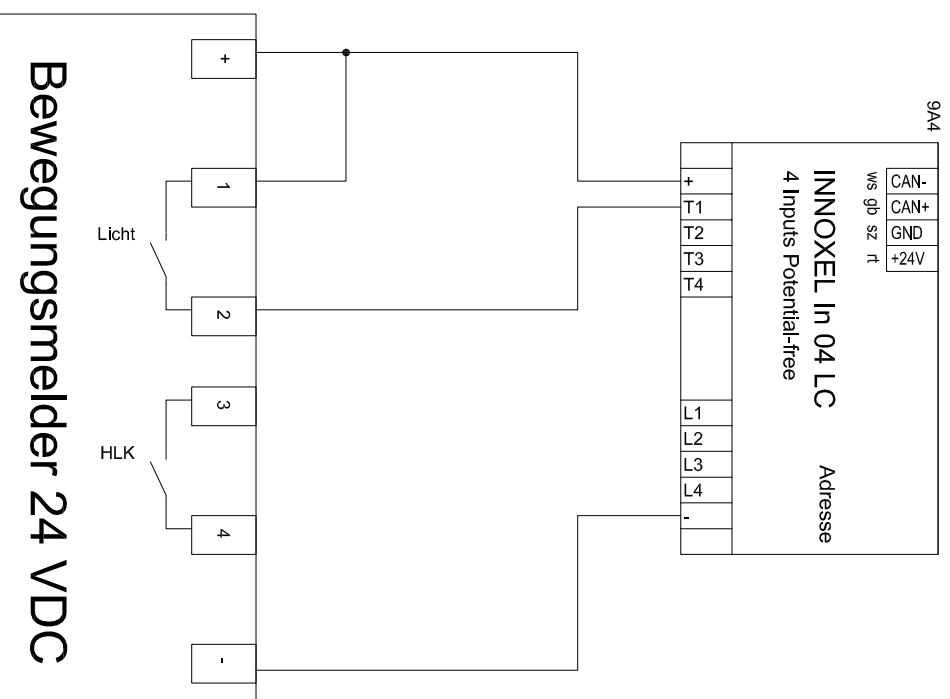 Bewegungsmelder 24 VDC
+
1
Licht
2
3
HLK
4
-
9A4
INNOXEL In 04 LC
4 Inputs Potential-free
Adresse
ws CAN-
gb CAN+
sz GND
rt +24V
+
T1
T2
T3
T4
L1
L2
L3
L4
-